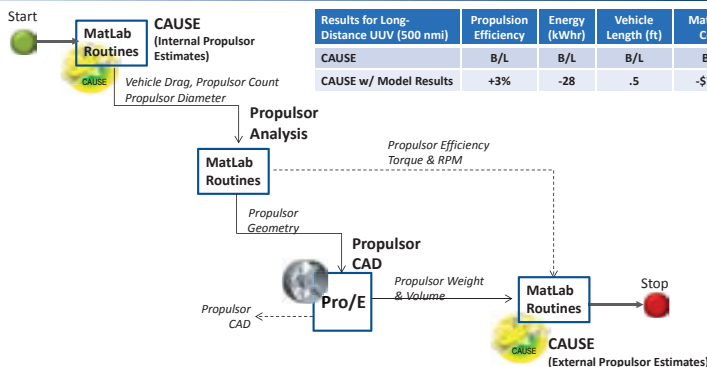 Start
MatLab
Routines
CAUSE
(Internal Propulsor
Estimates)
CAUSE
Results for Long-
Distance UUV (500 nmi)
Propulsion
Efficiency
Energy
(kWhr)
Vehicle
Length (ft)
CAUSE
B/L
B/L
B/L
CAUSE w/ Model Results
+3%
-28
.5
Vehicle Drag, Propulsor Count
Propulsor Diameter
Propulsor
Analysis
MatLab
Routines
Propulsor Efficiency
Torque & RPM
Propulsor
Geometry
Propulsor
CAD
Pro/E
Propulsor Weight
& Volume
Propulsor
CAD
MatLab
Routines
Stop
CAUSE
CAUSE
(External Propulsor Estimates)